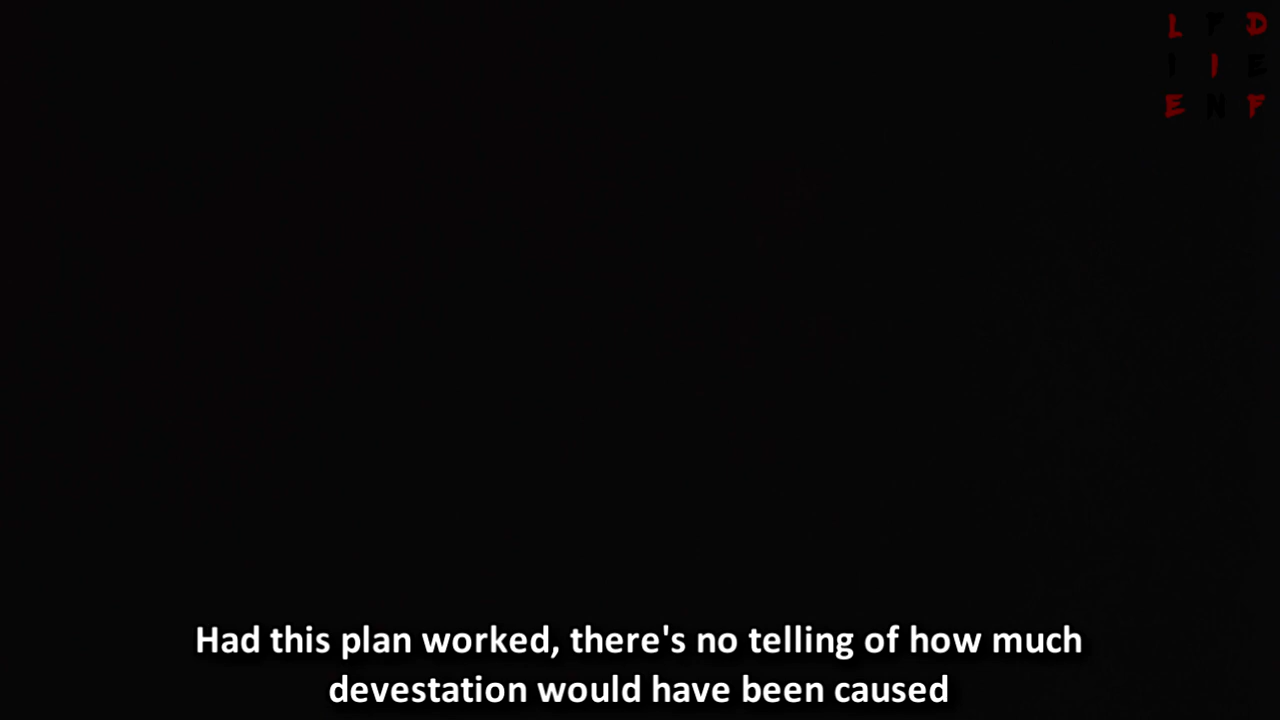 L F D
I I E
E N F
Had this plan worked, there's no telling of how much
devestation would have been caused